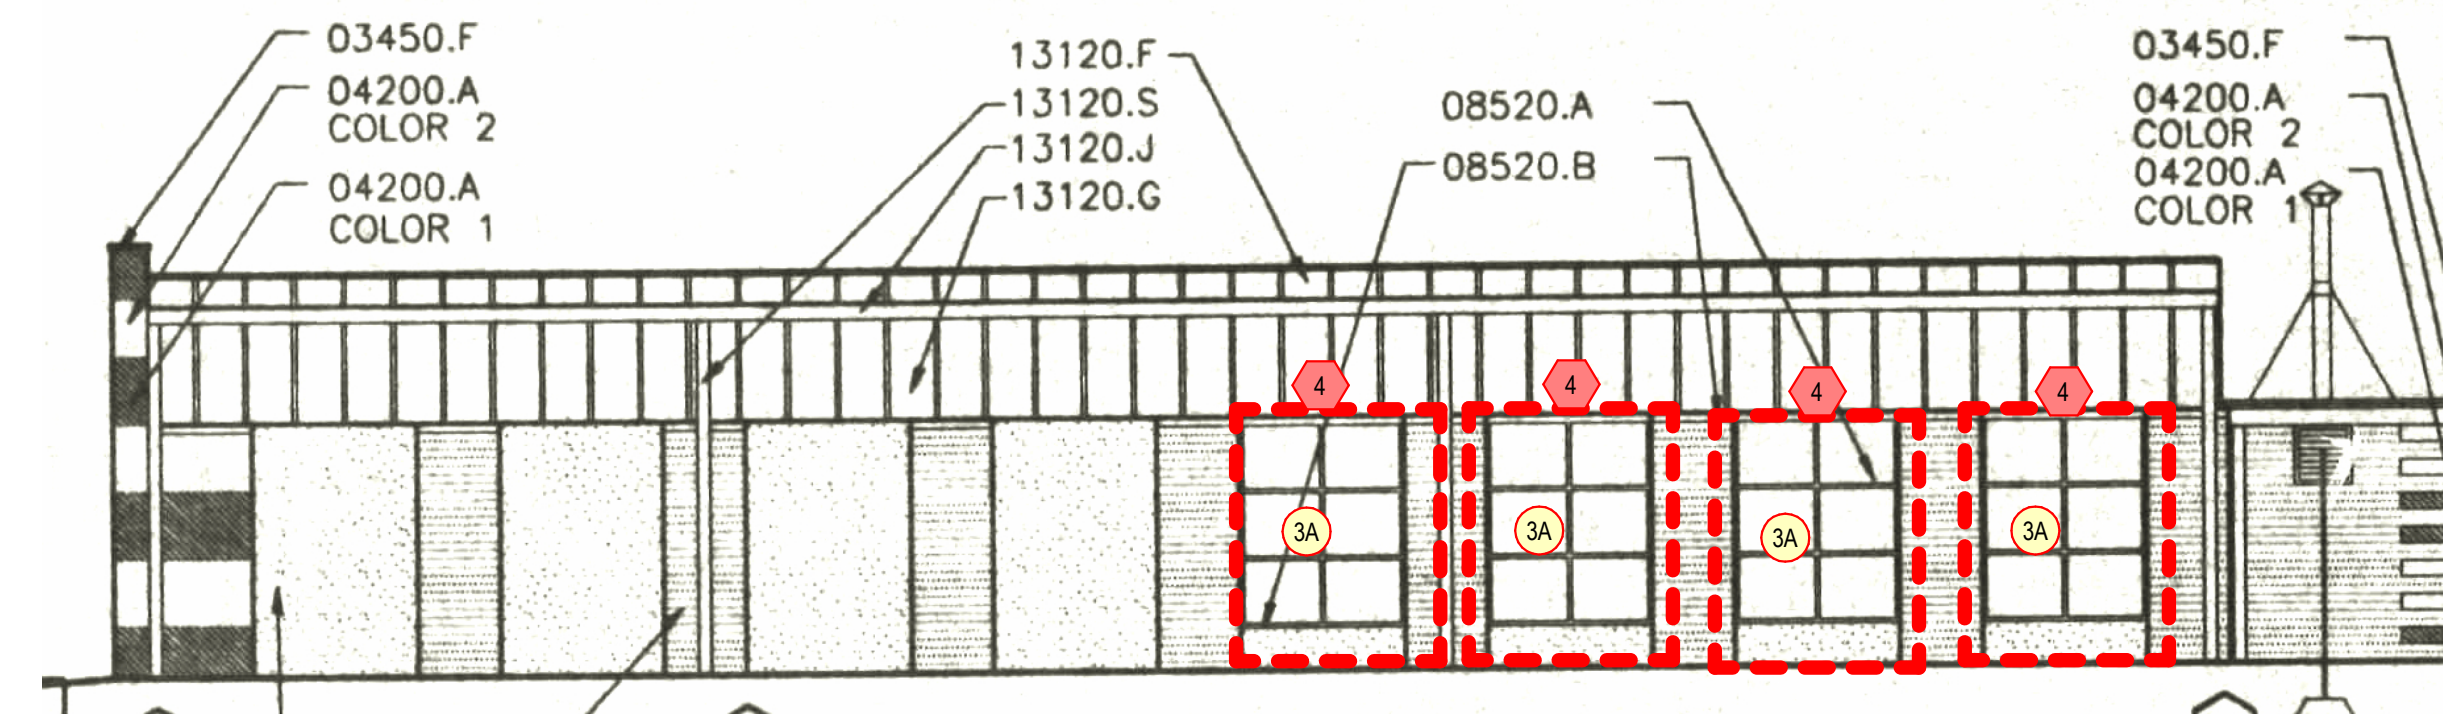 03450.F
04200.A
COLOR 2
04200.A
COLOR 1
13120.F
13120.S
13120.J
13120.G
08520.A
08520.B
03450.F
04200.A
COLOR 2
04200.A
COLOR 1
4
4
4
4
3A
3A
3A
3A